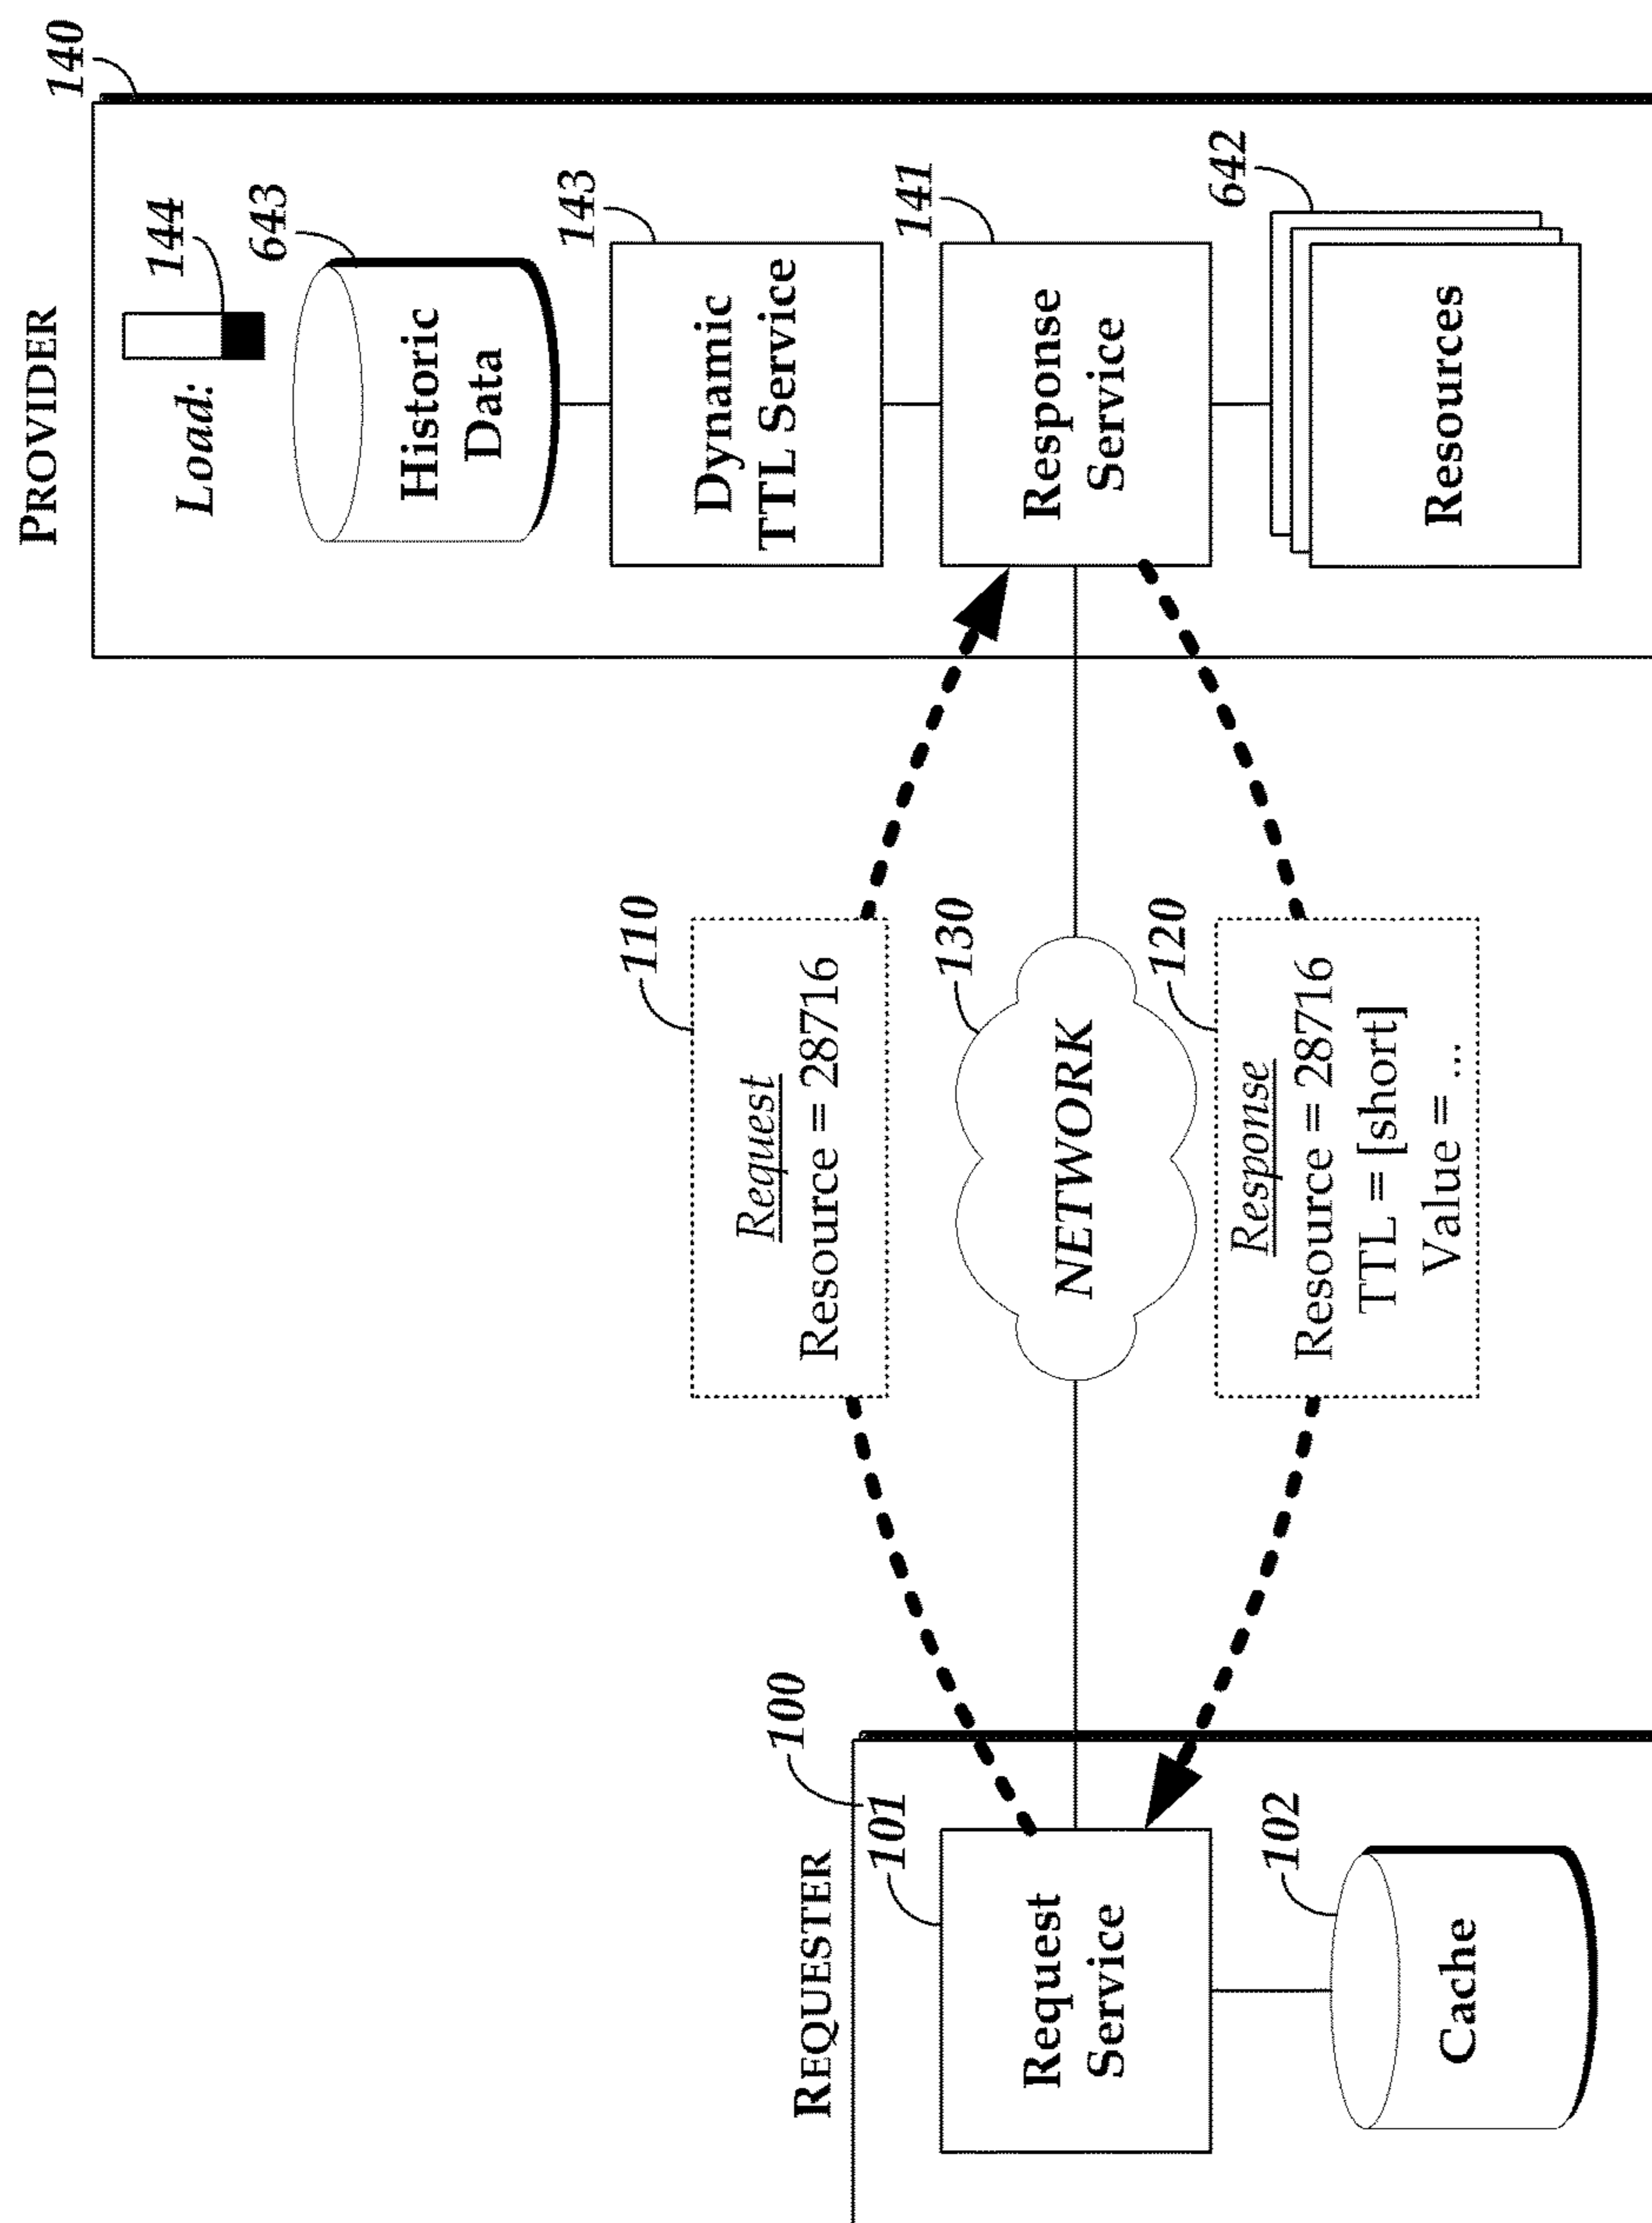 PROVIDER
140
Load:
144
643
Historic
Data
143
Dynamic
TTL Service
141
Response
Service
642
Resources
110
Request
Resource = 28716
130
NETWORK
120
Response
Resource = 28716
TTL = [short]
Value = ...
REQUESTER
100
101
Request
Service
102
Cache